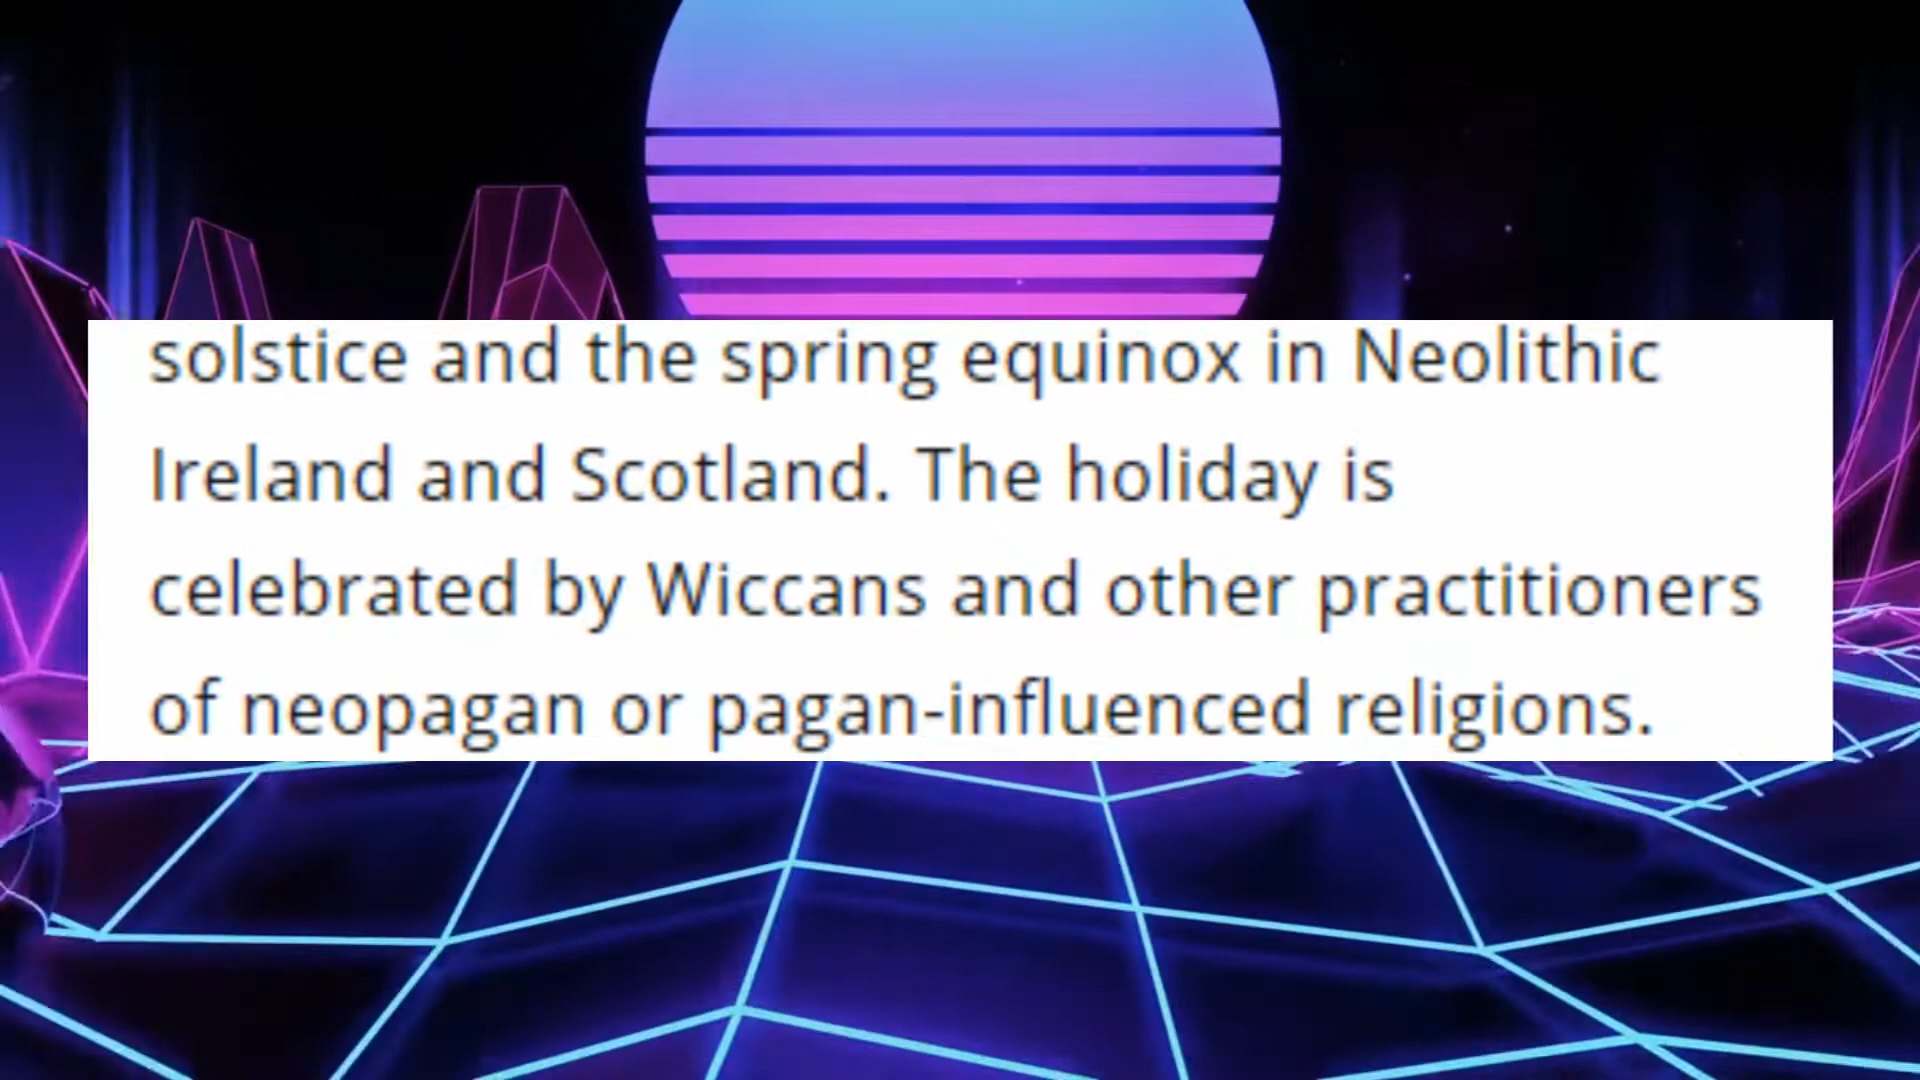 solstice and the spring equinox in Neolithic
Ireland and Scotland. The holiday is
celebrated by Wiccans and other practitioners
of neopagan or pagan-influenced religions.